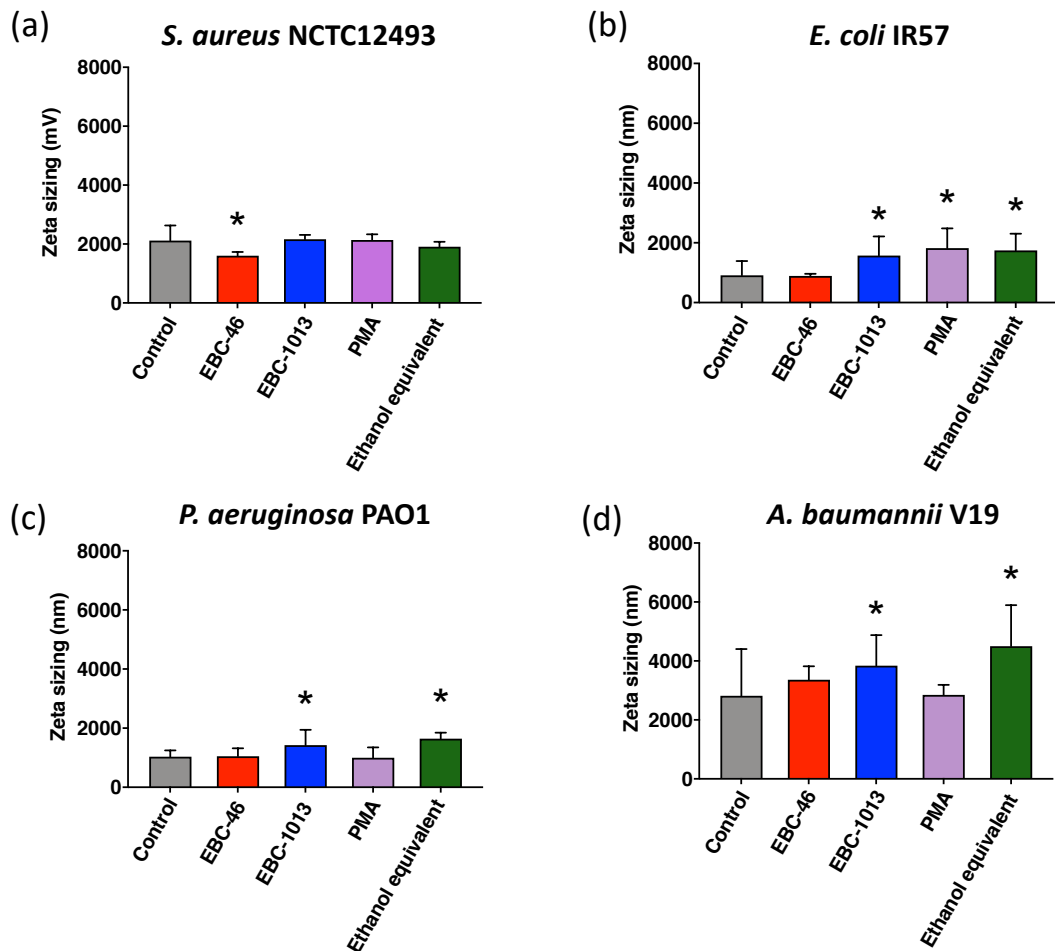 (a)
S. aureus NCTC12493
Zeta sizing (mV)
8000
6000
4000
2000
0
*
Control
EBC-46
EBC-1013
PMA
Ethanol equivalent
(b)
E. coli IR57
Zeta sizing (nm)
8000
6000
4000
2000
0
*
*
*
Control
EBC-46
EBC-1013
PMA
Ethanol equivalent
(c)
P. aeruginosa PAO1
Zeta sizing (nm)
8000
6000
4000
2000
0
*
*
Control
EBC-46
EBC-1013
PMA
Ethanol equivalent
(d)
A. baumannii V19
Zeta sizing (nm)
8000
6000
4000
2000
0
*
*
Control
EBC-46
EBC-1013
PMA
Ethanol equivalent